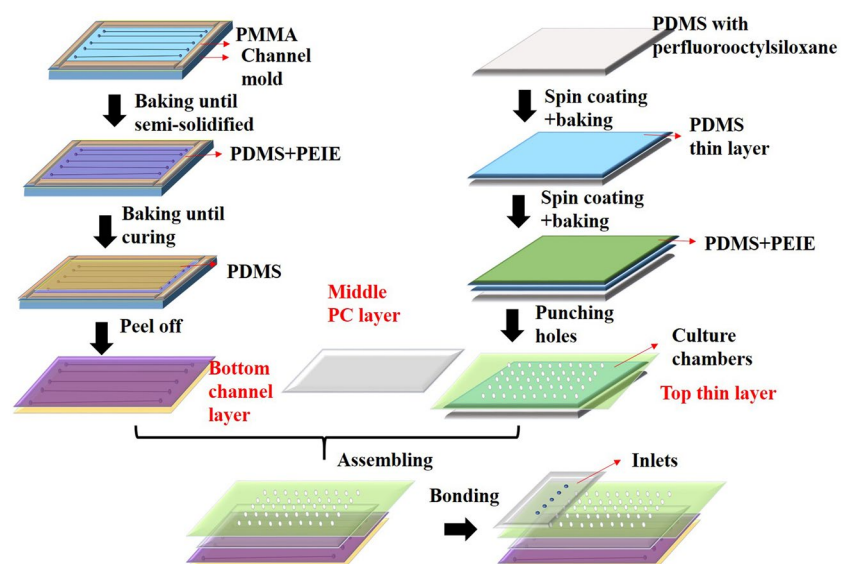 PMMA
Channel
mold
Baking until
semi-solidified
PDMS+PEIE
Baking until
curing
PDMS
Peel off
Bottom
channel
layer
Middle
PC layer
PDMS with
perfluorooctylsiloxane
Spin coating
+baking
PDMS
thin layer
Spin coating
+baking
PDMS+PEIE
Punching
holes
Culture
chambers
Top thin layer
Assembling
Bonding
Inlets